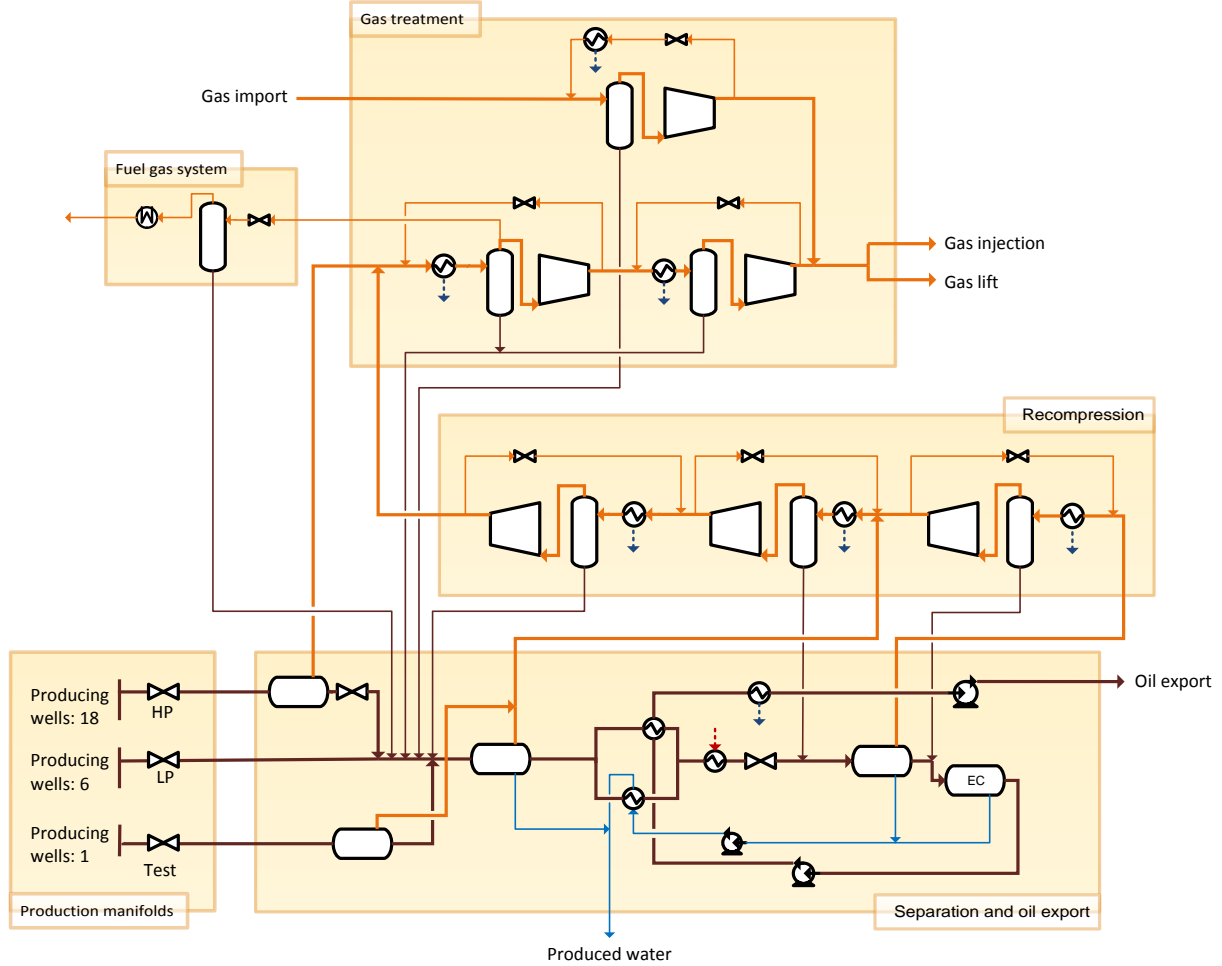 Gas treatment
Gas import
Fuel gas system
Gas injection
Gas lift
Recompression
Producing
wells: 18
HP
Oil export
Producing
wells: 6
LP
EC
Producing
wells: 1
Test
Production manifolds
Separation and oil export
Produced water